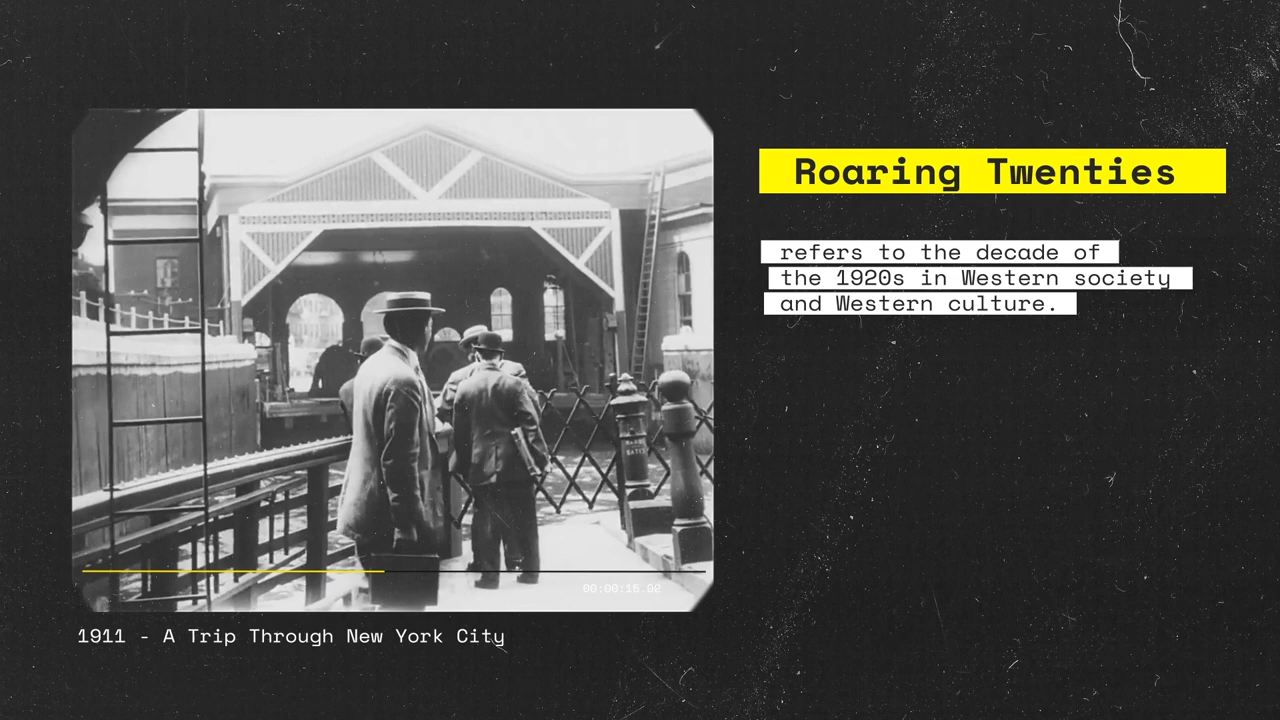 Roaring Twenties
refers to the decade of
the 1920s in Western society
and Western culture.
00:00:15.02
1911 - A Trip Through New York City